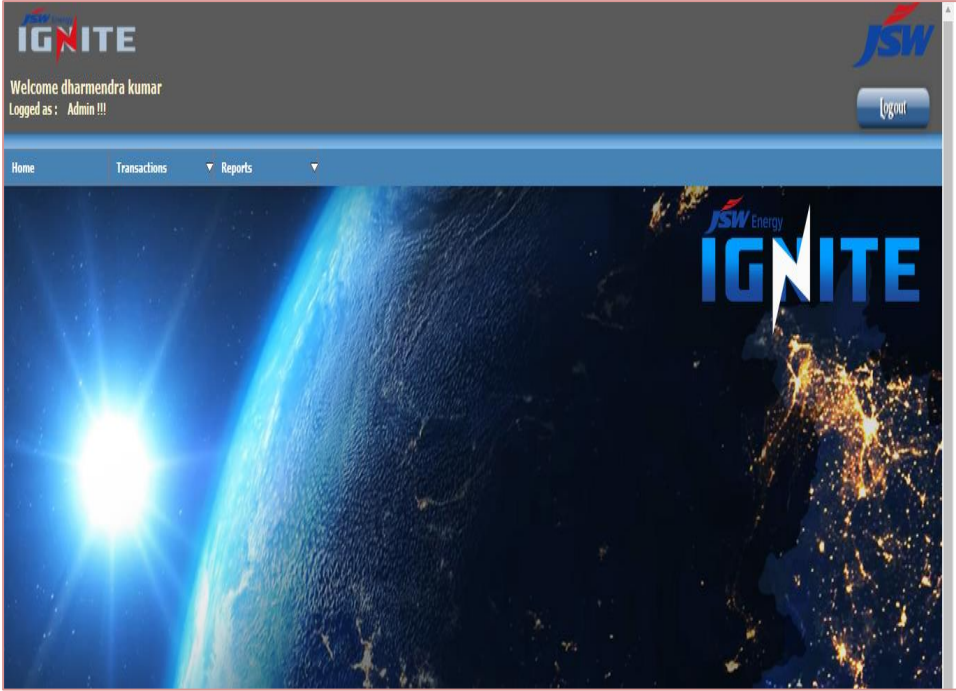 JSW Energy
IGNITE
JSW
Welcome dharmendra kumar
Logged as : Admin !!!
Logout
Home Transactions Reports
JSW Energy
IGNITE